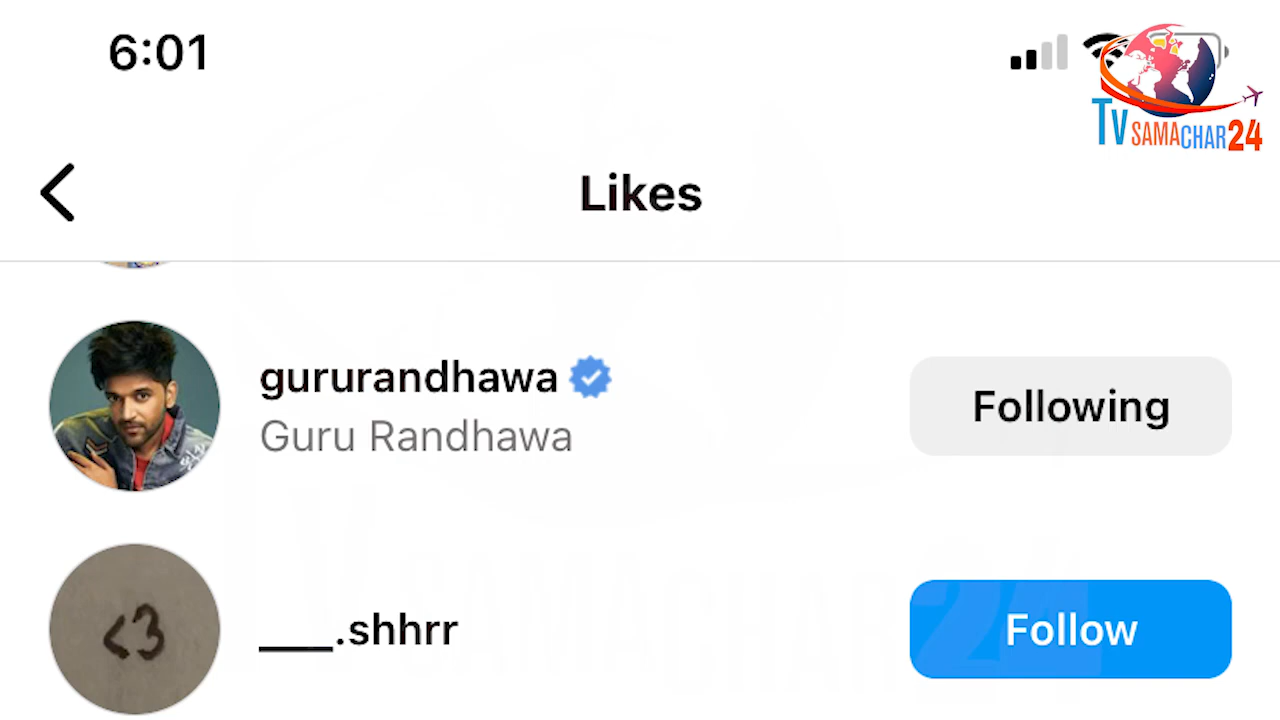 6:01
TV SAMACHAR24
Likes
gururandhawa
Guru Randhawa
Following
<3
____.shhrr
Follow